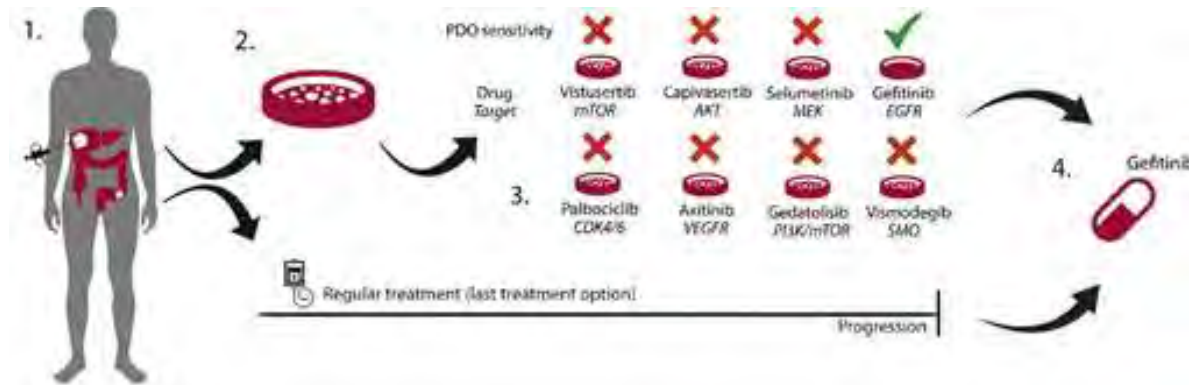 1.
2.
PDO sensitivity
Drug
Target
Vistusertib
mTOR
Capivasertib
AKT
Selumetinib
MEK
Gefitinib
EGFR
3.
Palbociclib
CDK4/6
Axitinib
VEGFR
Gedatolisib
PI3K/mTOR
Vismodegib
SMO
4.
Gefitinib
Regular treatment (last treatment option)
Progression